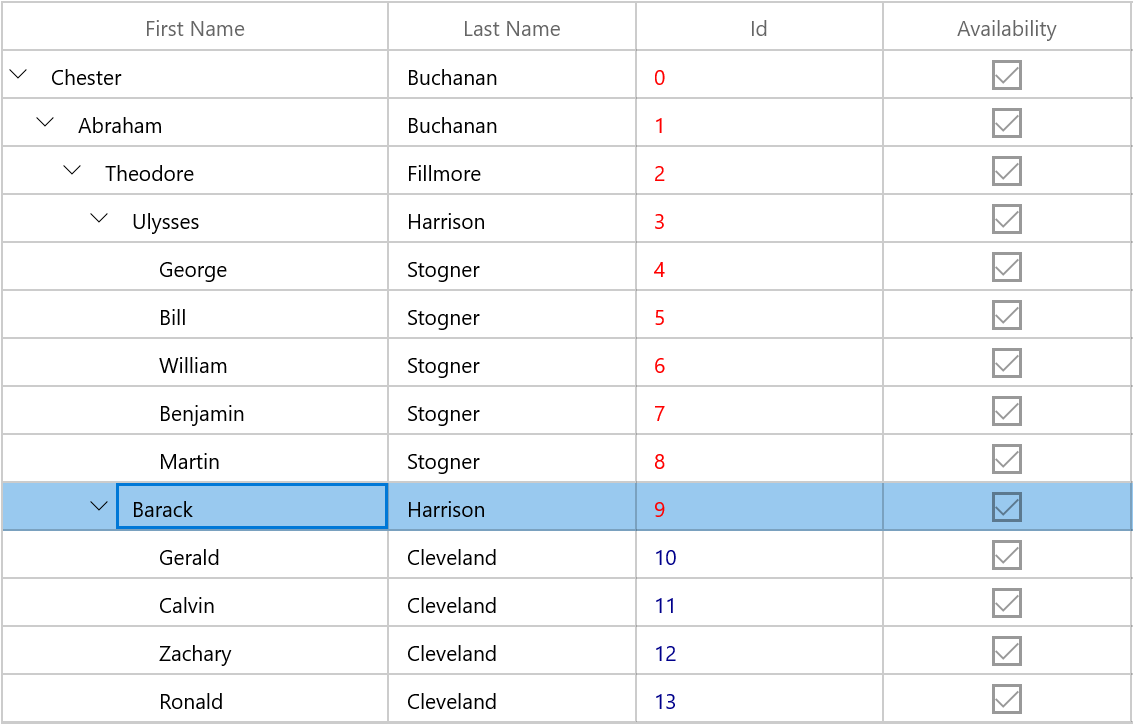 First Name Last Name Id Availability
Chester Buchanan 0
Abraham Buchanan 1
Theodore Fillmore 2
Ulysses Harrison 3
George Stogner 4
Bill Stogner 5
William Stogner 6
Benjamin Stogner 7
Martin Stogner 8
Barack Harrison 9
Gerald Cleveland 10
Calvin Cleveland 11
Zachary Cleveland 12
Ronald Cleveland 13